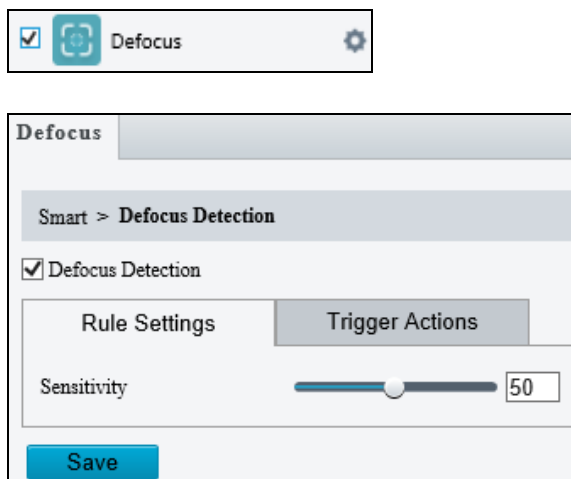 Defocus
Defocus
Smart > Defocus Detection
Defocus Detection
Rule Settings Trigger Actions
Sensitivity 50
Save